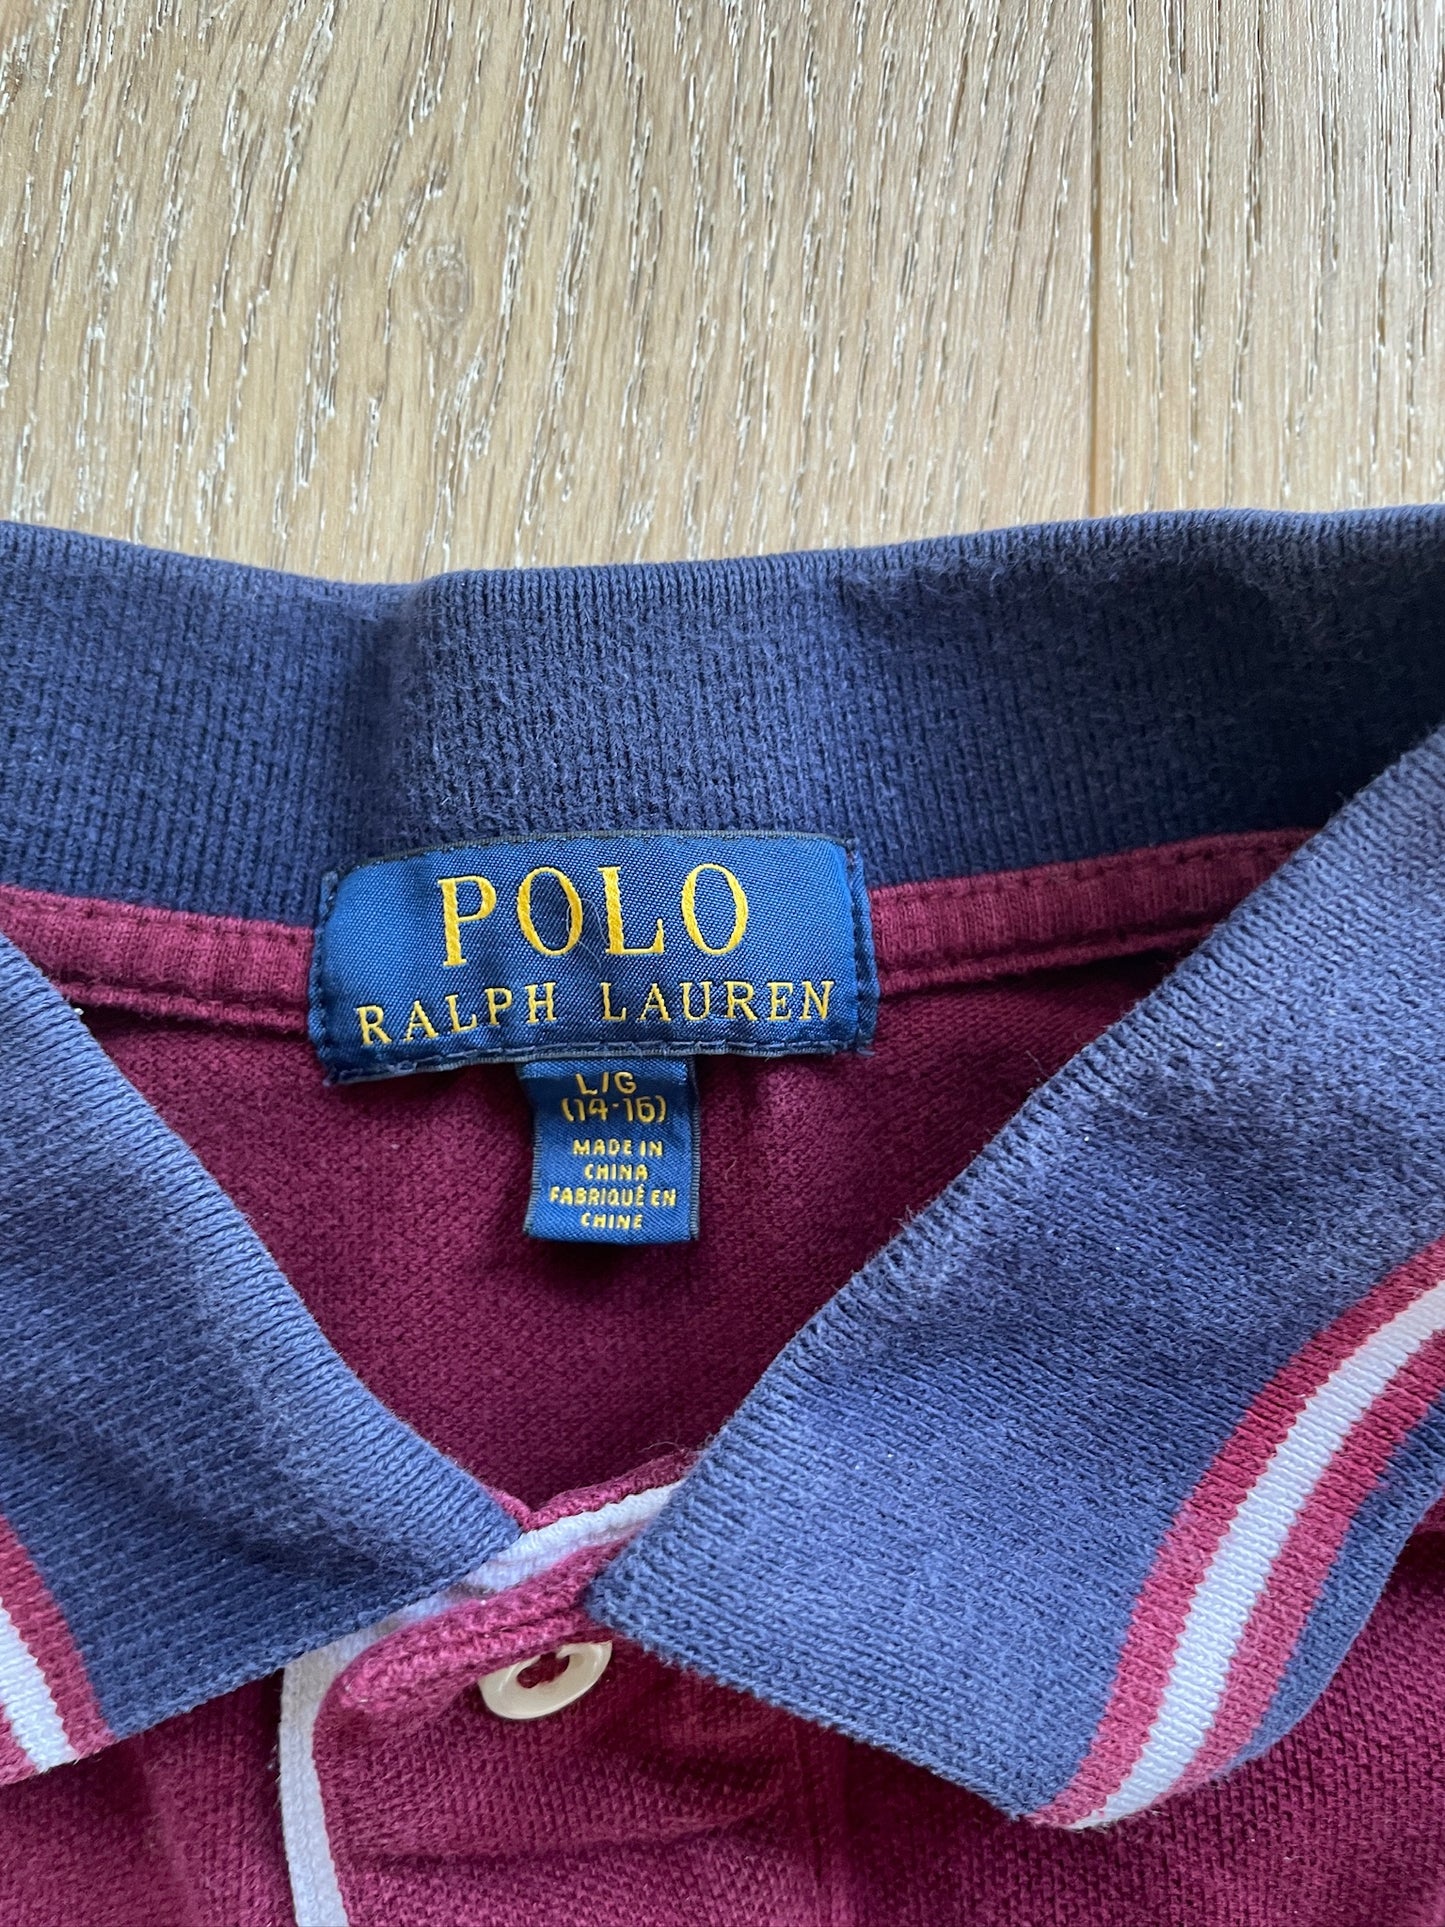 POLO
RALPH LAUREN
L/G
(14-16)
MADE IN
CHINA
FABRIQUÉ EN
CHINE